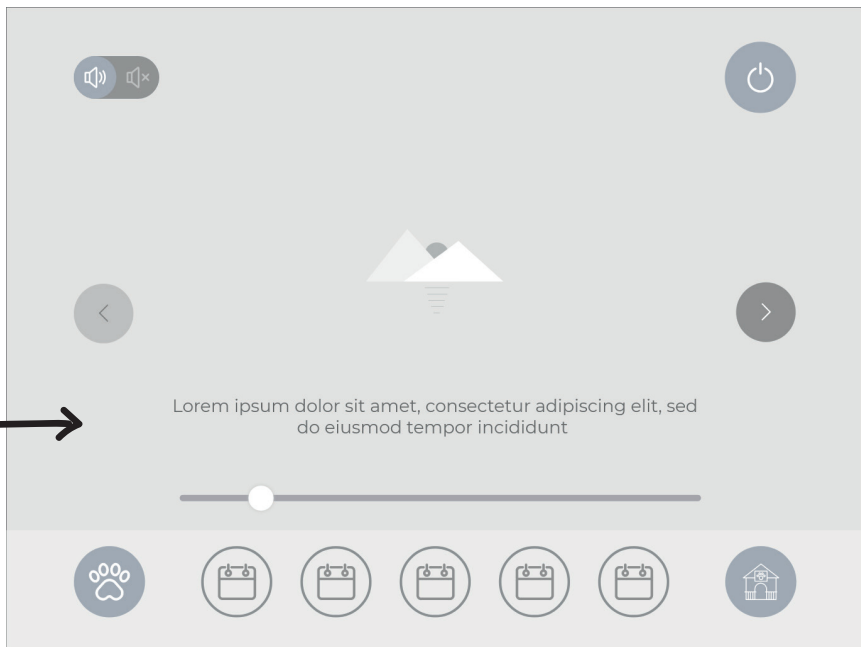 Lorem ipsum dolor sit amet, consectetur adipiscing elit, sed
do eiusmod tempor incididunt